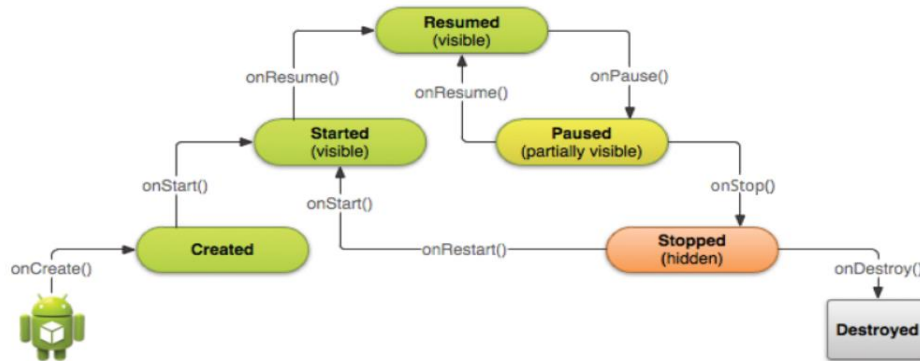 Resumed
(visible)
onResume()
onPause()
onResume()
Started
(visible)
Paused
(partially visible)
onStart()
onStart()
onStop()
Created
onRestart()
Stopped
(hidden)
onCreate()
onDestroy()
Destroyed